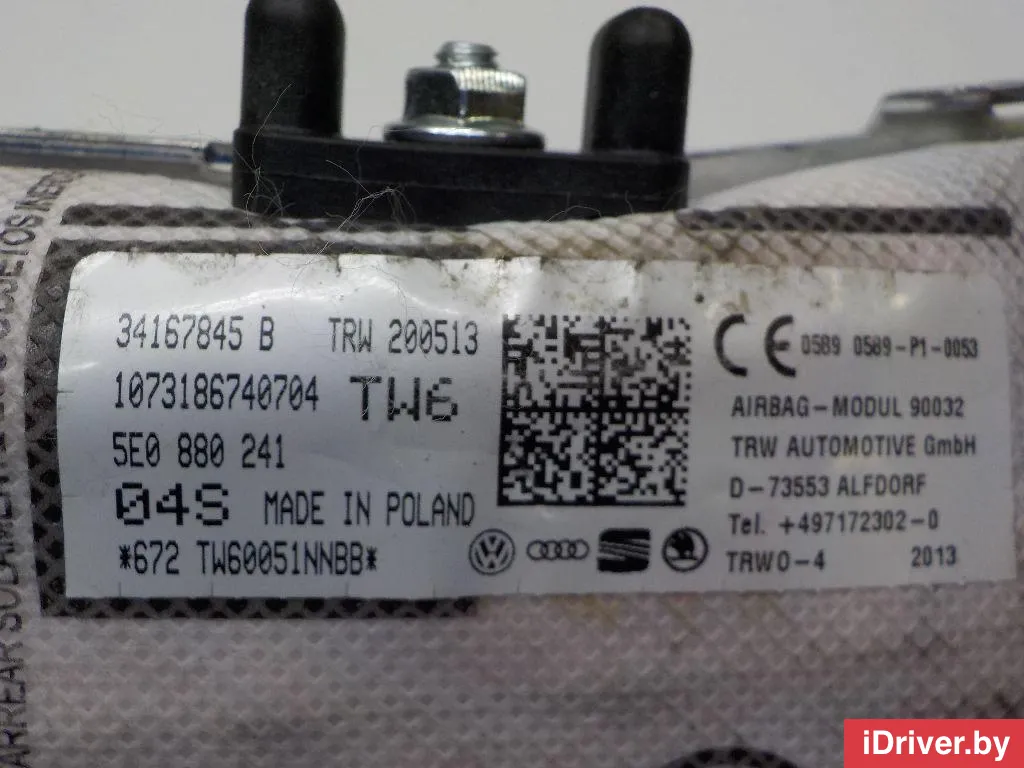 34167845 B TRW 200513
1073186740704 TW6
5E0 880 241
04S MADE IN POLAND
*672 TW60051NNBB*
CE 0589 0589-P1-0053
AIRBAG-MODUL 90032
TRW AUTOMOTIVE GmbH
D-73553 ALFDORF
Tel. +497172302-0
TRWO-4 2013
iDriver.by